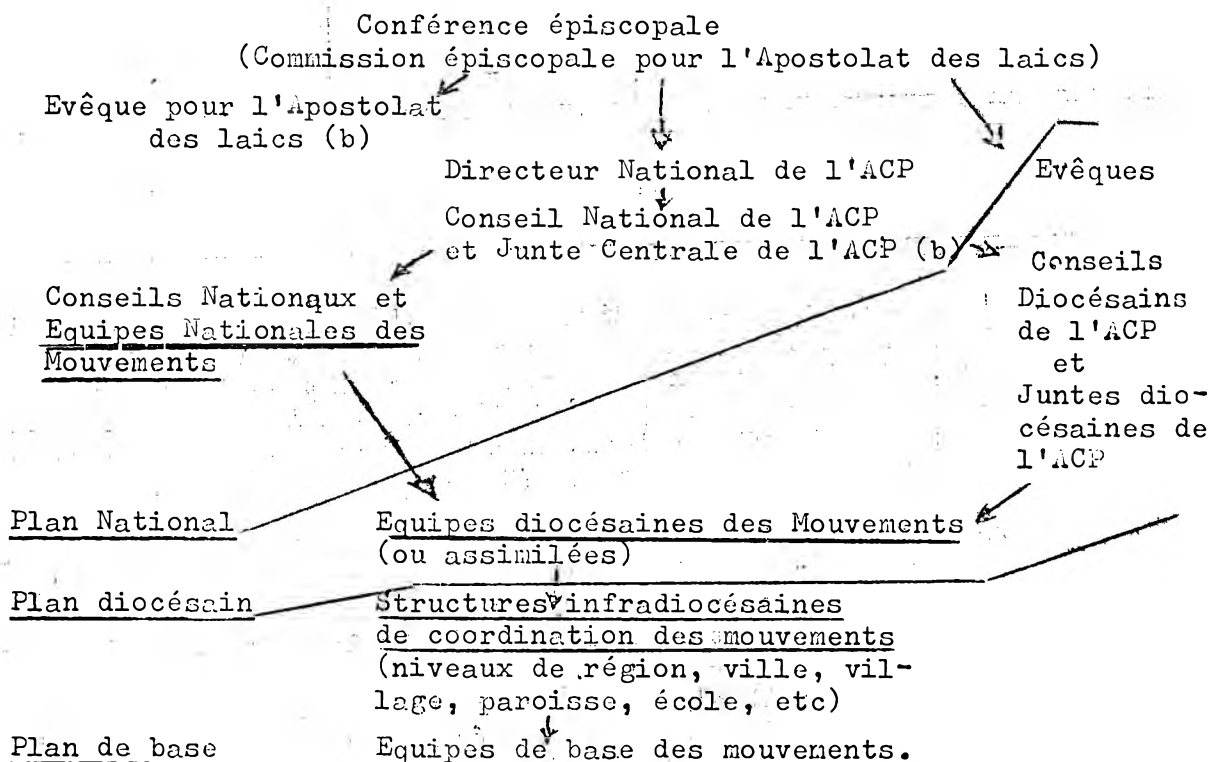 Conférence épiscopale
(Commission épiscopale pour l'Apostolat des laics)
Evêque pour l'Apostolat
des laics (b)
Directeur National de l'ACP
Evêques
Conseil National de l'ACP
et Junte Centrale de l'ACP (b)
Conseils
Diocésains
de l'ACP
et
Juntes dio-
césaines de
l'ACP
Conseils Nationaux et
Equipes Nationales des
Mouvements
Plan National
Equipes diocésaines des Mouvements
(ou assimilées)
Plan diocésain
Structures infradiocésaines
de coordination des mouvements
(niveaux de région, ville, vil-
lage, paroisse, école, etc)
Plan de base
Equipes de base des mouvements.